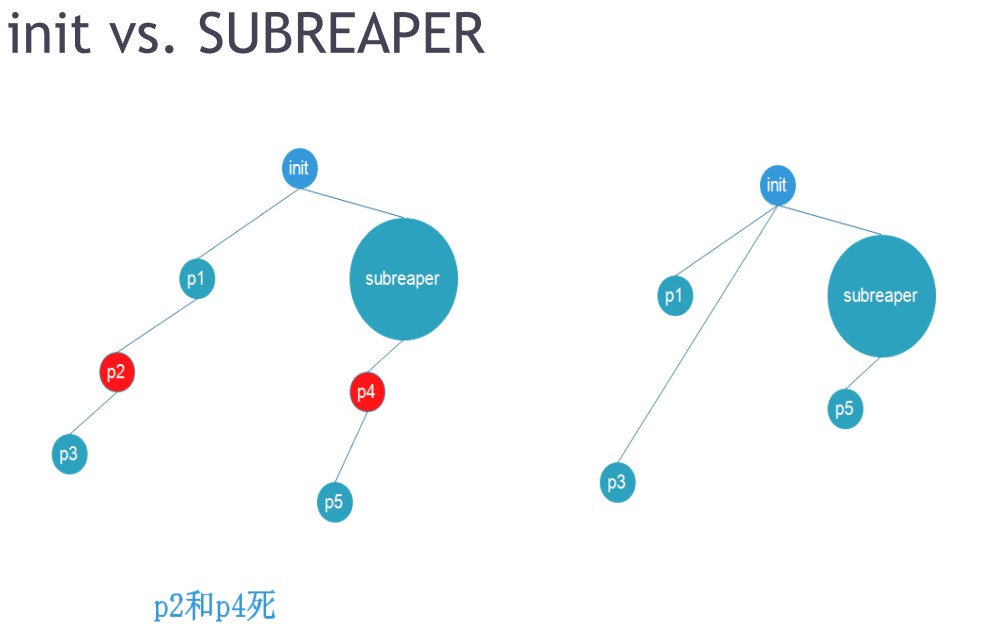 init vs. SUBREAPER
init
p1
subreaper
p2
p4
p3
p5
init
p1
subreaper
p5
p3
p2和p4死